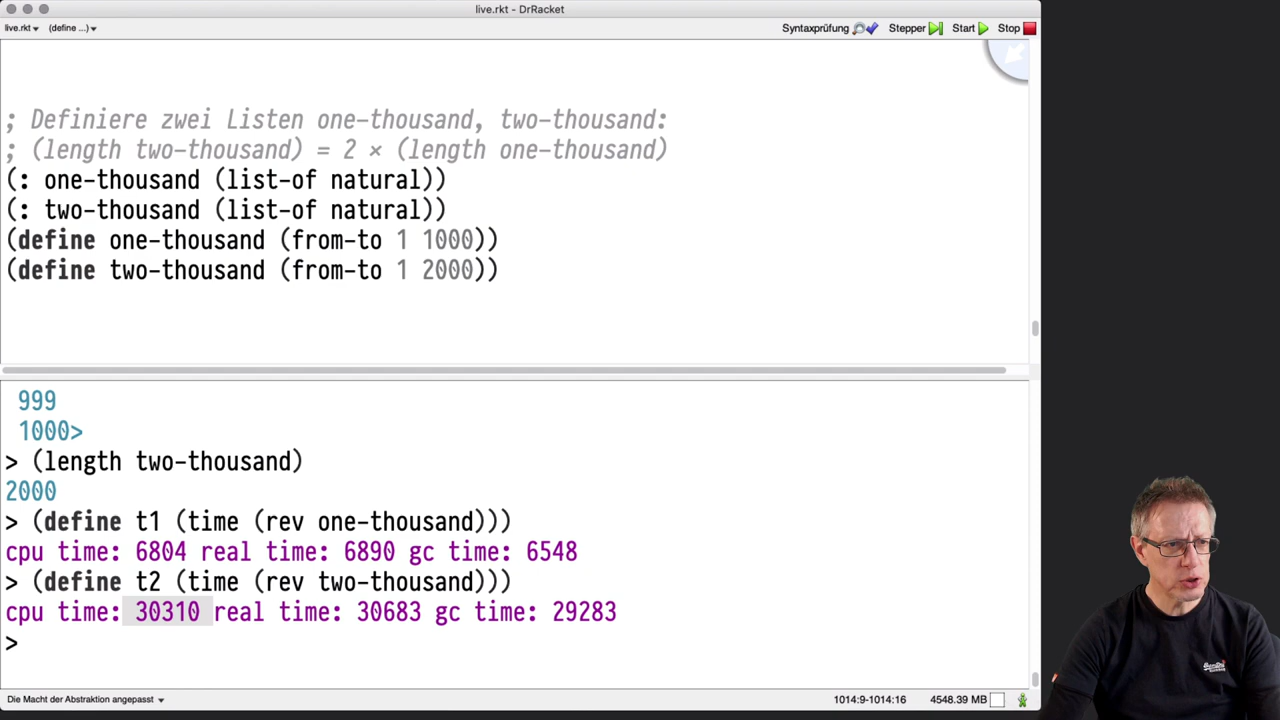 live.rkt - DrRacket
live.rkt (define ...) Syntaxprüfung Stepper Start Stop
; Definiere zwei Listen one-thousand, two-thousand:
; (length two-thousand) = 2 × (length one-thousand)
(: one-thousand (list-of natural))
(: two-thousand (list-of natural))
(define one-thousand (from-to 1 1000))
(define two-thousand (from-to 1 2000))
999
1000>
> (length two-thousand)
2000
> (define t1 (time (rev one-thousand)))
cpu time: 6804 real time: 6890 gc time: 6548
> (define t2 (time (rev two-thousand)))
cpu time: 30310 real time: 30683 gc time: 29283
>
Die Macht der Abstraktion angepasst 1014:9-1014:16 4548.39 MB